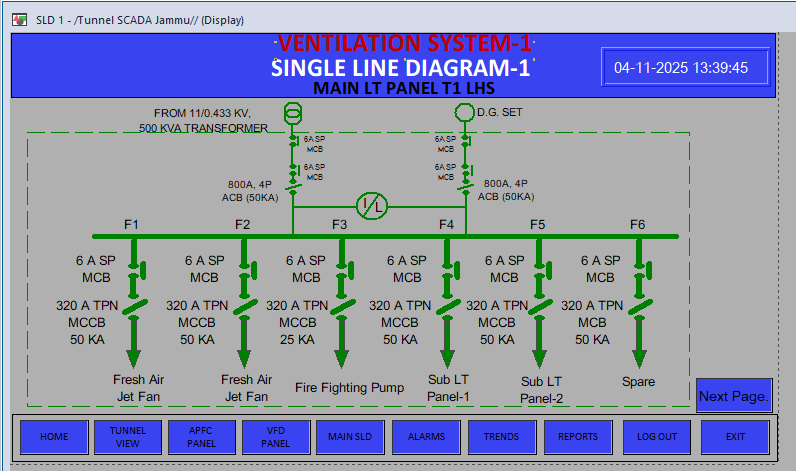 SLD 1 - /Tunnel SCADA Jammu// (Display)
VENTILATION SYSTEM-1
SINGLE LINE DIAGRAM-1
MAIN LT PANEL T1 LHS
04-11-2025 13:39:45
FROM 11/0.433 KV,
500 KVA TRANSFORMER
D.G. SET
6A SP
MCB
6A SP
MCB
6A SP
MCB
6A SP
MCB
800A, 4P
ACB (50KA)
I/L
800A, 4P
ACB (50KA)
F1 F2 F3 F4 F5 F6
6 A SP
MCB
6 A SP
MCB
6 A SP
MCB
6 A SP
MCB
6 A SP
MCB
6 A SP
MCB
320 A TPN
MCCB
50 KA
320 A TPN
MCCB
50 KA
320 A TPN
MCCB
25 KA
320 A TPN
MCCB
50 KA
320 A TPN
MCCB
50 KA
320 A TPN
MCB
50 KA
Fresh Air
Jet Fan
Fresh Air
Jet Fan
Fire Fighting Pump
Sub LT
Panel-1
Sub LT
Panel-2
Spare
Next Page.
HOME
TUNNEL
VIEW
APFC
PANEL
VFD
PANEL
MAIN SLD
ALARMS
TRENDS
REPORTS
LOG OUT
EXIT